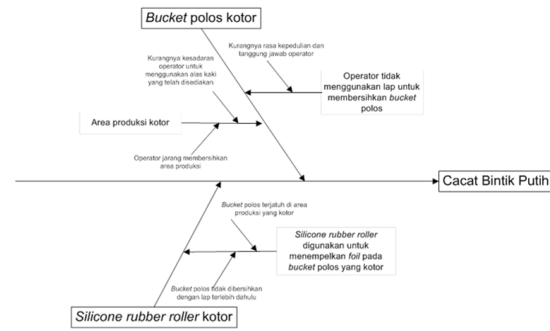 Bucket polos kotor
Kurangnya kesadaran
operator untuk
menggunakan alas kaki
yang telah disediakan
Kurangnya rasa kepedulian dan
tanggung jawab operator
Operator tidak
menggunakan lap untuk
membersihkan bucket
polos
Area produksi kotor
Operator jarang membersihkan
area produksi
Cacat Bintik Putih
Bucket polos terjatuh di area
produksi yang kotor
Silicone rubber roller
digunakan untuk
menempelkan foil pada
bucket polos yang kotor
Bucket polos tidak dibersihkan
dengan lap terlebih dahulu
Silicone rubber roller kotor